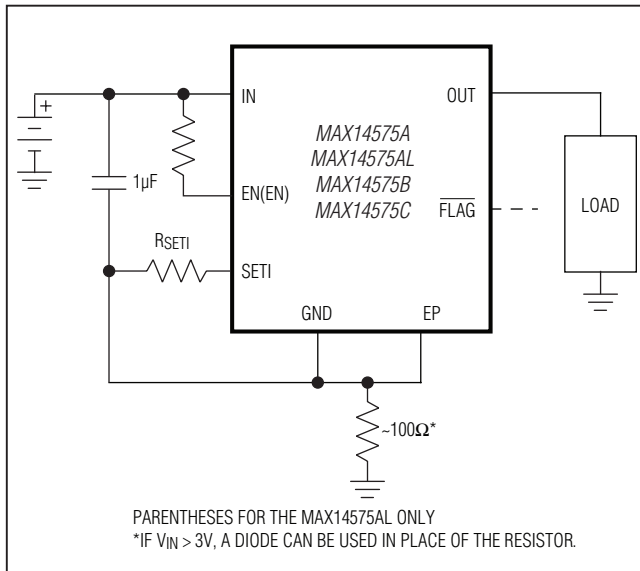 +
IN
OUT
MAX14575A
MAX14575AL
MAX14575B
MAX14575C
1µF
EN(EN)
FLAG
LOAD
RSETI
SETI
GND
EP
~100Ω*
PARENTHESES FOR THE MAX14575AL ONLY
*IF VIN > 3V, A DIODE CAN BE USED IN PLACE OF THE RESISTOR.